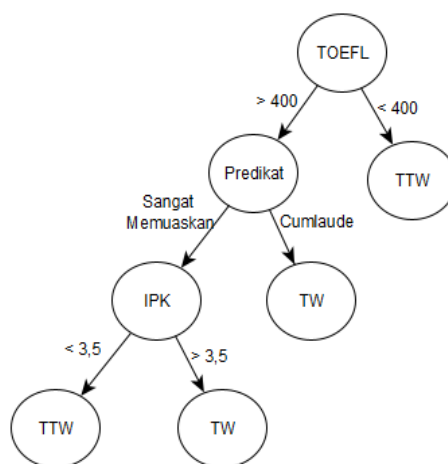 TOEFL
> 400
< 400
Predikat
TTW
Sangat
Memuaskan
Cumlaude
IPK
TW
< 3,5
> 3,5
TTW
TW